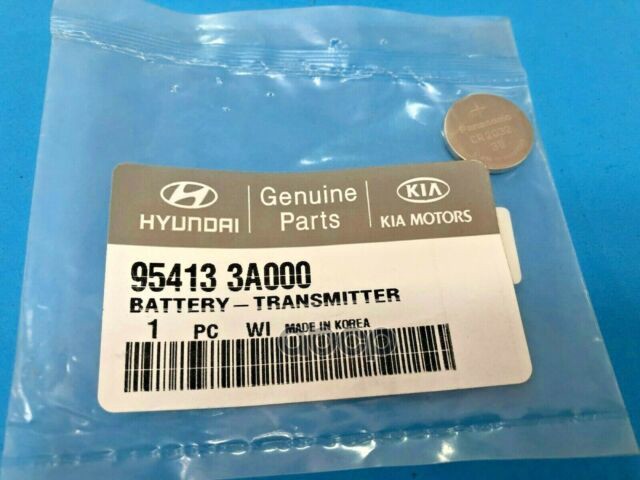 +
Panasonic
CR2032
3V
HYUNDAI
Genuine
Parts
KIA
KIA MOTORS
95413 3A000
BATTERY-TRANSMITTER
1 PC WI MADE IN KOREA